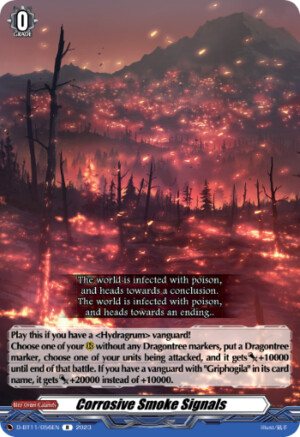 0
GRADE
"The world is infected with poison,
and heads towards a conclusion.
The world is infected with poison,
and heads towards an ending..
Play this if you have a <Hydragrum> vanguard!
Choose one of your without any Dragontree markers, put a Dragontree
marker, choose one of your units being attacked, and it gets +10000
until end of that battle. If you have a vanguard with "Griphogila" in its card
name, it gets +20000 instead of +10000.
Normal Order
Corrosive Smoke Signals
D-BT11/056EN R 2023